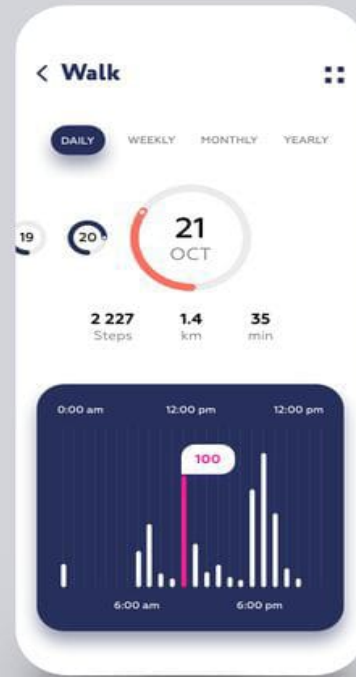 Walk
DAILY WEEKLY MONTHLY YEARLY
19 20 21
OCT
2 227 1.4 35
Steps km min
0:00 am 12:00 pm 12:00 pm
100
6:00 am 6:00 pm